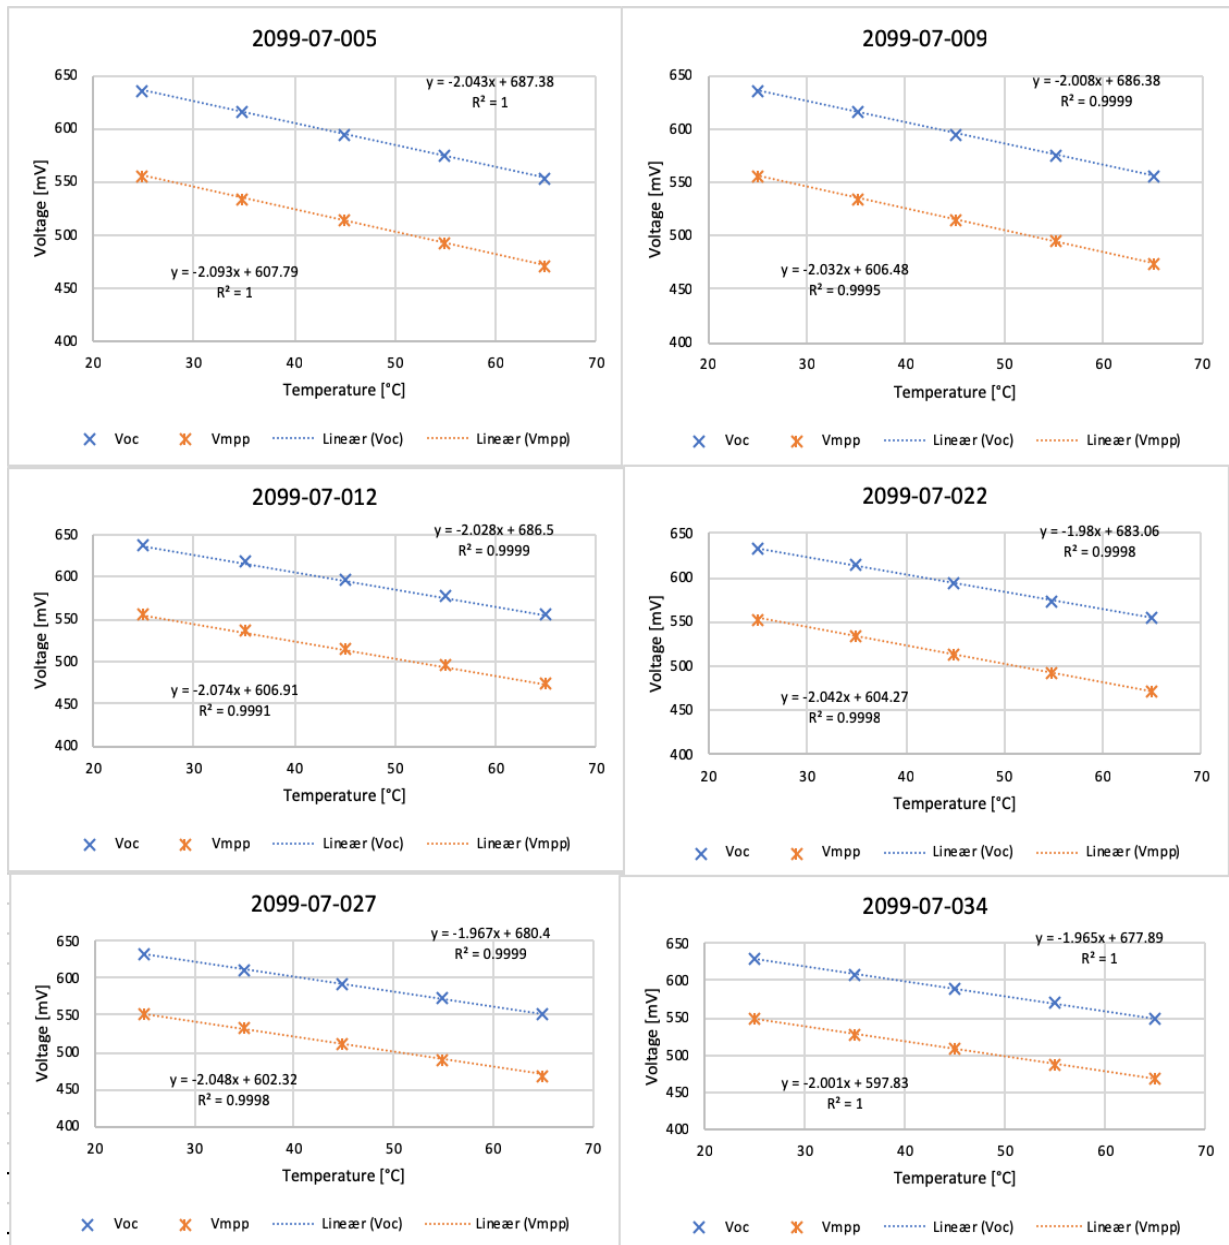 2099-07-005
y = -2.043x + 687.38
R² = 1
650
600
550
500
450
400
Voltage [mV]
y = -2.093x + 607.79
R² = 1
20 30 40 50 60 70
Temperature [°C]
Voc Vmpp Lineær (Voc) Lineær (Vmpp)
2099-07-009
y = -2.008x + 686.38
R² = 0.9999
650
600
550
500
450
400
Voltage [mV]
y = -2.032x + 606.48
R² = 0.9995
20 30 40 50 60 70
Temperature [°C]
Voc Vmpp Lineær (Voc) Lineær (Vmpp)
2099-07-012
y = -2.028x + 686.5
R² = 0.9999
650
600
550
500
450
400
Voltage [mV]
y = -2.074x + 606.91
R² = 0.9991
20 30 40 50 60 70
Temperature [°C]
Voc Vmpp Lineær (Voc) Lineær (Vmpp)
2099-07-022
y = -1.98x + 683.06
R² = 0.9998
650
600
550
500
450
400
Voltage [mV]
y = -2.042x + 604.27
R² = 0.9998
20 30 40 50 60 70
Temperature [°C]
Voc Vmpp Lineær (Voc) Lineær (Vmpp)
2099-07-027
y = -1.967x + 680.4
R² = 0.9999
650
600
550
500
450
400
Voltage [mV]
y = -2.048x + 602.32
R² = 0.9998
20 30 40 50 60 70
Temperature [°C]
Voc Vmpp Lineær (Voc) Lineær (Vmpp)
2099-07-034
y = -1.965x + 677.89
R² = 1
650
600
550
500
450
400
Voltage [mV]
y = -2.001x + 597.83
R² = 1
20 30 40 50 60 70
Temperature [°C]
Voc Vmpp Lineær (Voc) Lineær (Vmpp)